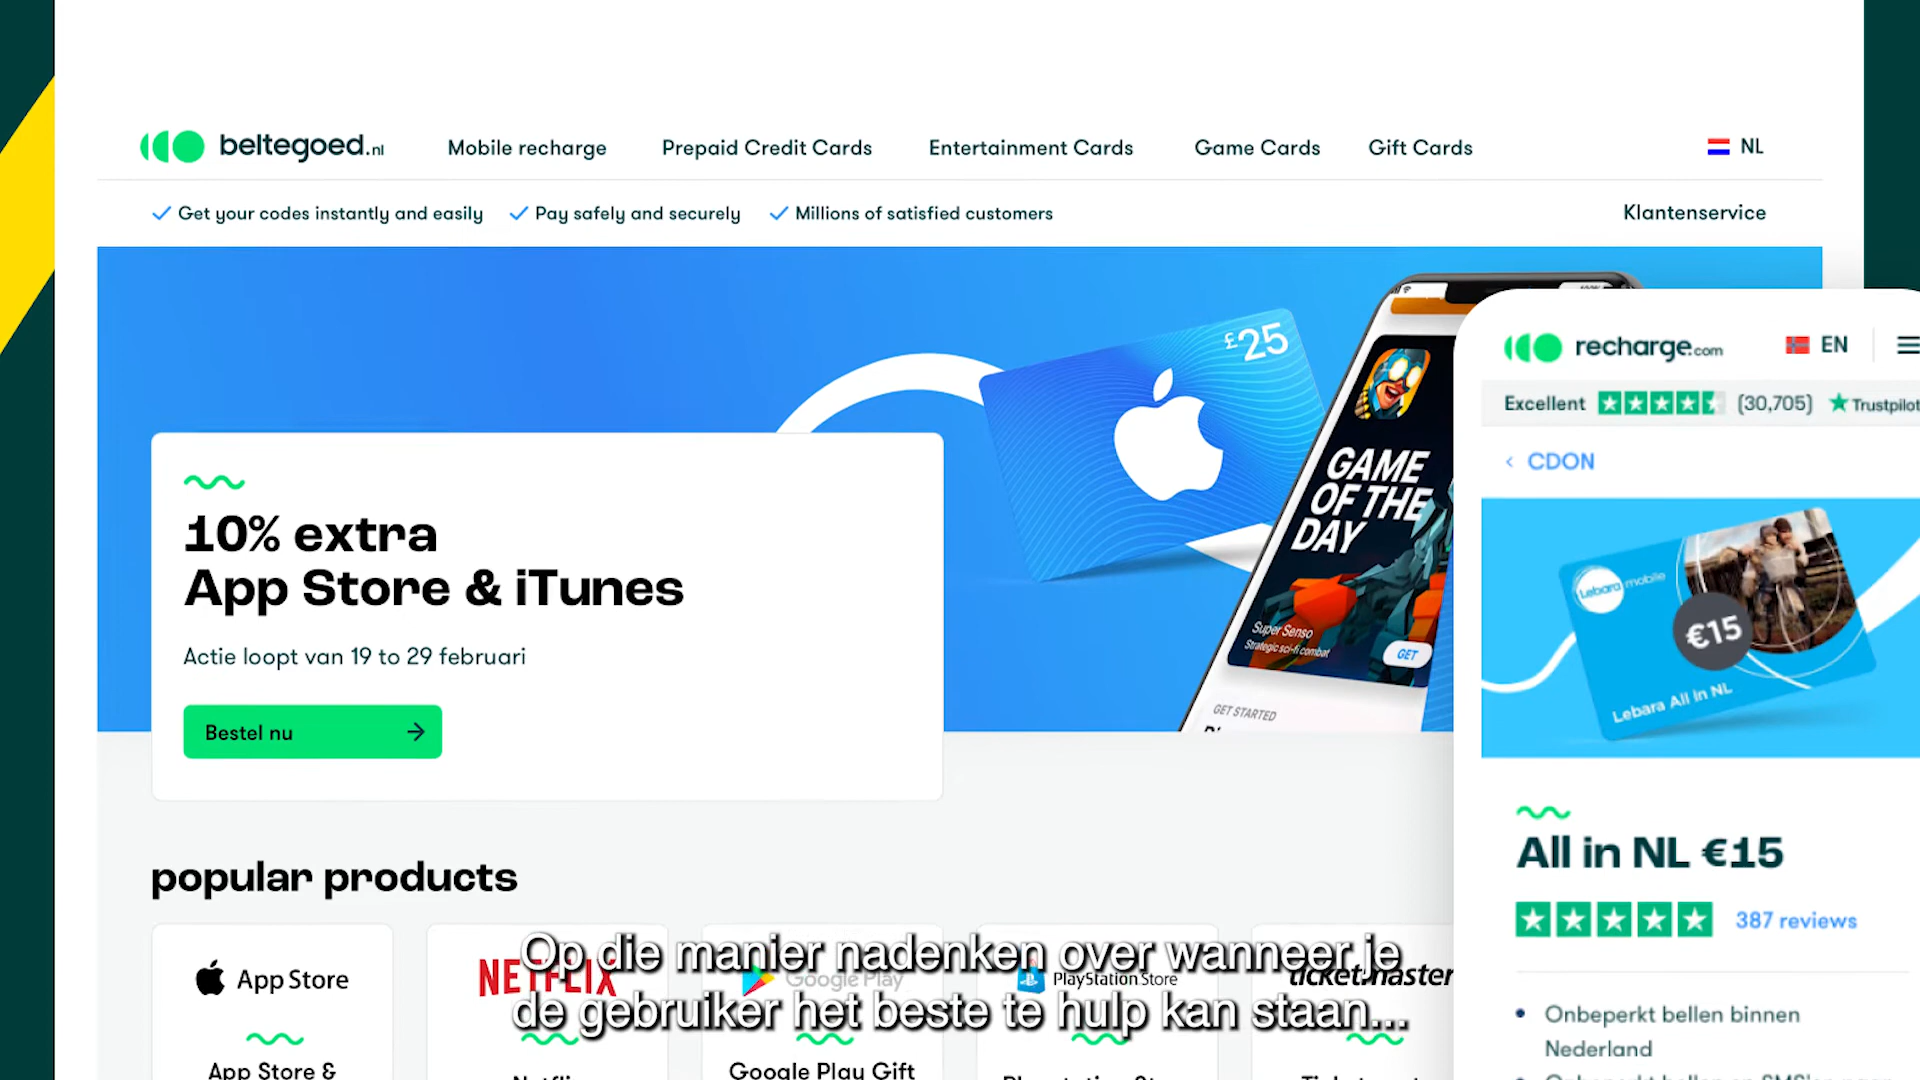 beltegoed.nl
Mobile recharge
Prepaid Credit Cards
Entertainment Cards
Game Cards
Gift Cards
NL
Get your codes instantly and easily
Pay safely and securely
Millions of satisfied customers
Klantenservice
£25
10% extra
App Store & iTunes
Actie loopt van 19 to 29 februari
Bestel nu
GAME
OF THE
DAY
Super Senso
Strategic sci-fi combat
GET
GET STARTED
recharge.com
EN
Excellent
(30,705)
Trustpilot
CDON
Lebara mobile
€15
Lebara All in NL
All in NL €15
387 reviews
Onbeperkt bellen binnen
Nederland
popular products
App Store
NETFLIX
Google Play
PlayStation Store
ticketmaster
App Store &
Google Play Gift
Op die manier nadenken over wanneer je
de gebruiker het beste te hulp kan staan...